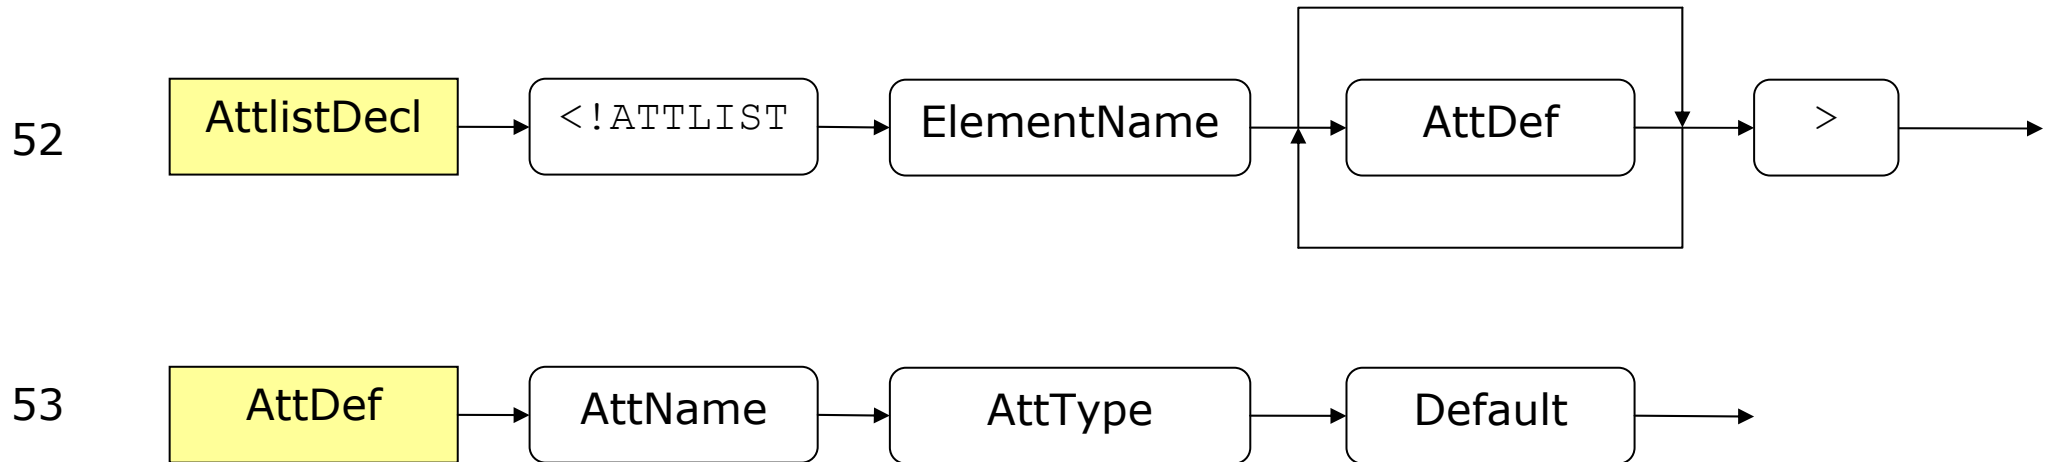 52 AttlistDecl <!ATTLIST ElementName AttDef >
53 AttDef AttName AttType Default